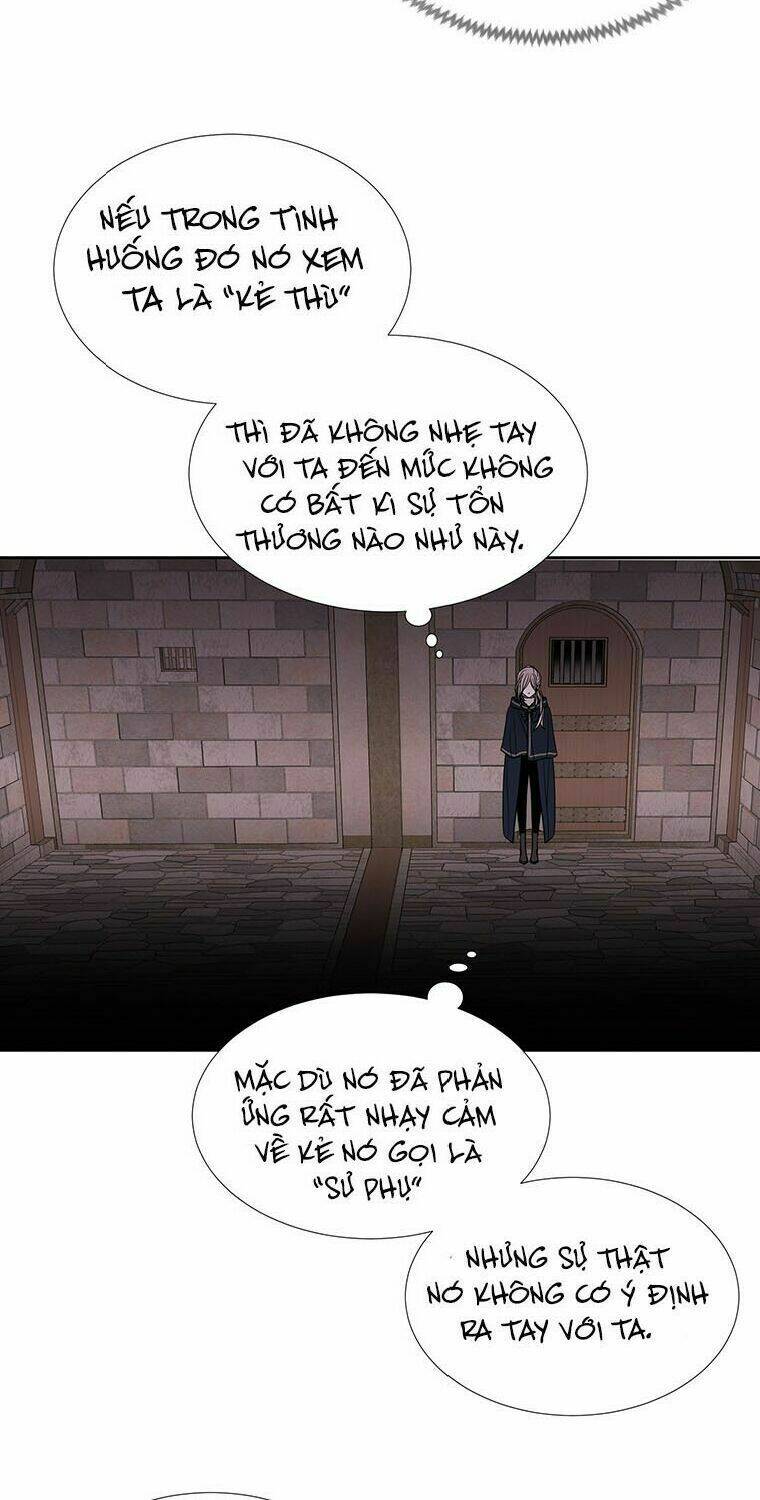 NẾU TRONG TÌNH
HUỐNG ĐÓ NÓ XEM
TA LÀ "KẺ THÙ"
THÌ ĐÃ KHÔNG NHẸ TAY
VỚI TA ĐẾN MỨC KHÔNG
CÓ BẤT KÌ SỰ TỔN
THƯƠNG NÀO NHƯ NÀY.
MẶC DÙ NÓ ĐÃ PHẢN
ỨNG RẤT NHẠY CẢM
VỀ KẺ NÓ GỌI LÀ
"SƯ PHỤ"
NHƯNG SỰ THẬT
NÓ KHÔNG CÓ Ý ĐỊNH
RA TAY VỚI TA.